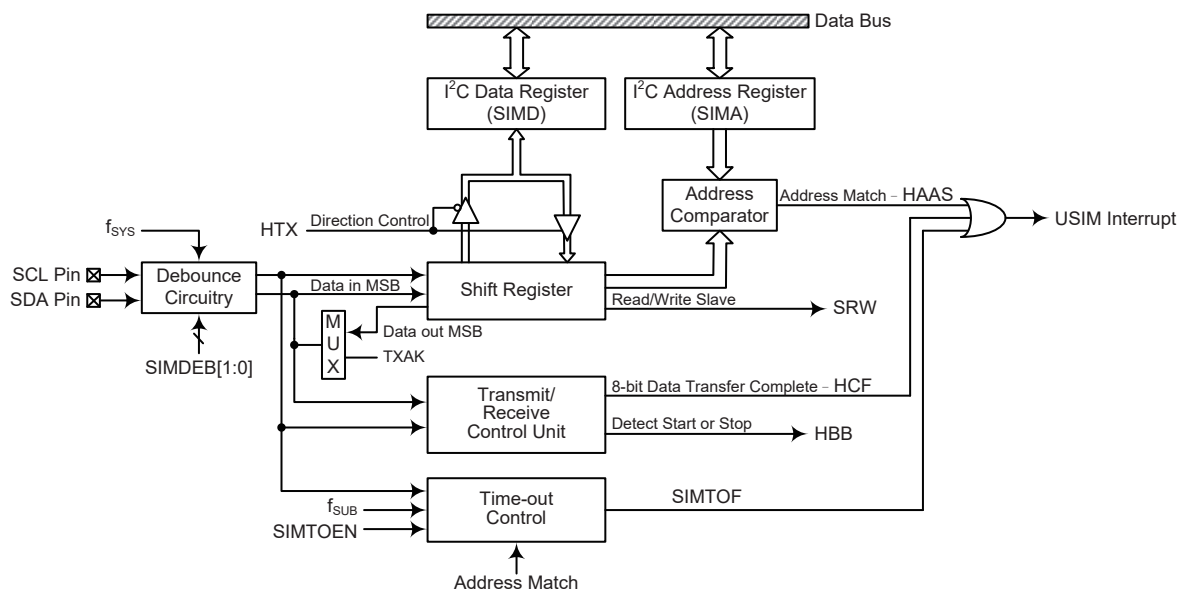 Data Bus
I²C Data Register
(SIMD)
I²C Address Register
(SIMA)
Address
Comparator
Address Match - HAAS
HTX
Direction Control
USIM Interrupt
fSYS
SCL Pin
SDA Pin
Debounce
Circuitry
Data in MSB
Shift Register
Read/Write Slave
SRW
SIMDEB[1:0]
M
U
X
Data out MSB
TXAK
Transmit/
Receive
Control Unit
8-bit Data Transfer Complete - HCF
Detect Start or Stop
HBB
fSUB
SIMTOEN
Time-out
Control
SIMTOF
Address Match